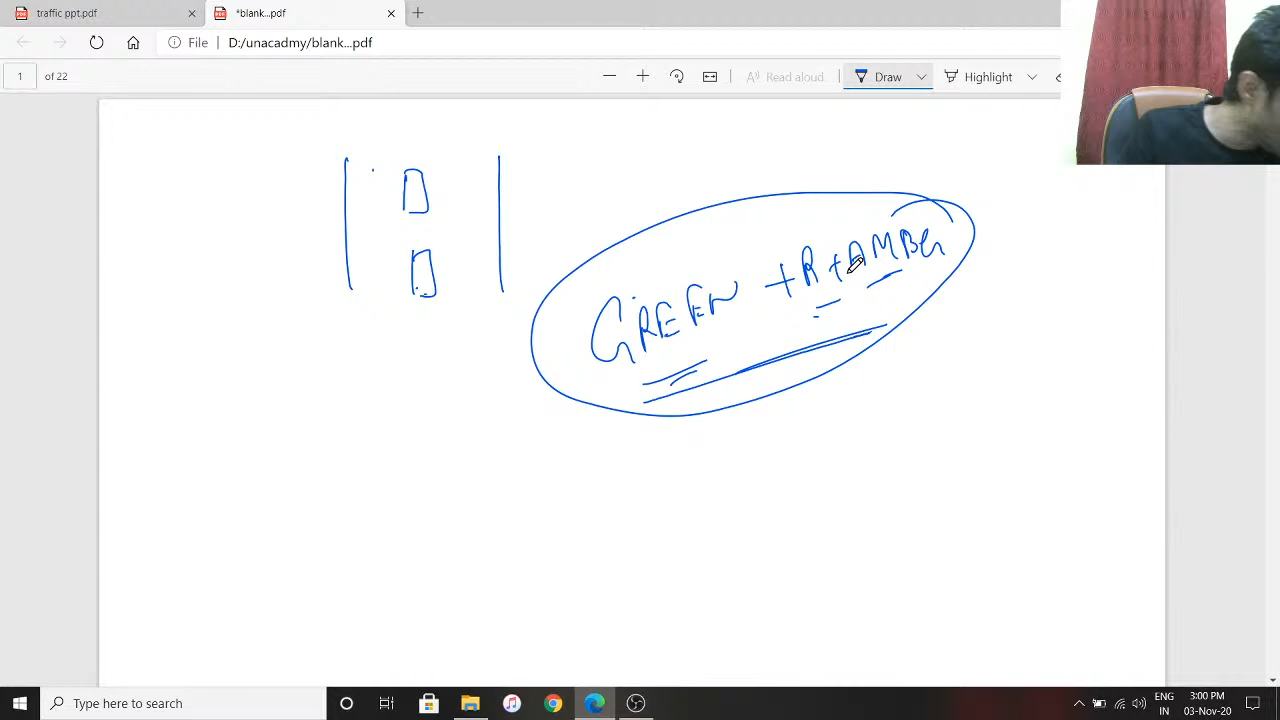 traffic ppt.pdf
*blank...pdf
File
D:/unacadmy/blank...pdf
1 of 22
Read aloud
Draw
Highlight
GREEN + R + AMBER
Type here to search
ENG
IN
3:00 PM
03-Nov-20